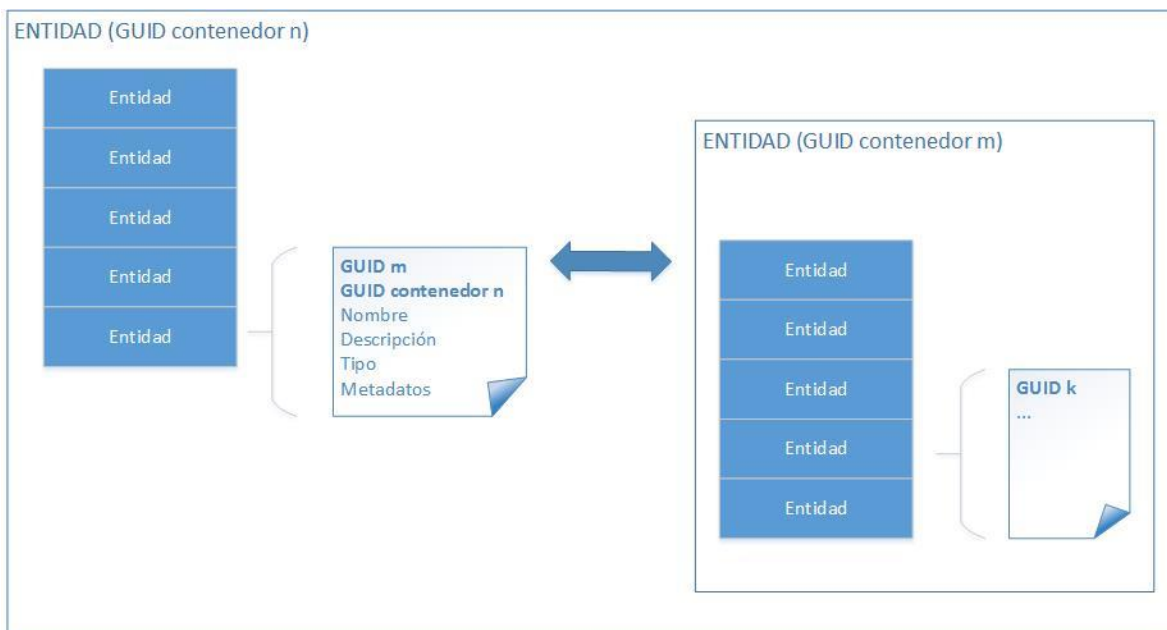 ENTIDAD (GUID contenedor n)
Entidad
Entidad
Entidad
Entidad
Entidad
GUID m
GUID contenedor n
Nombre
Descripción
Tipo
Metadatos
ENTIDAD (GUID contenedor m)
Entidad
Entidad
Entidad
Entidad
Entidad
GUID k
...